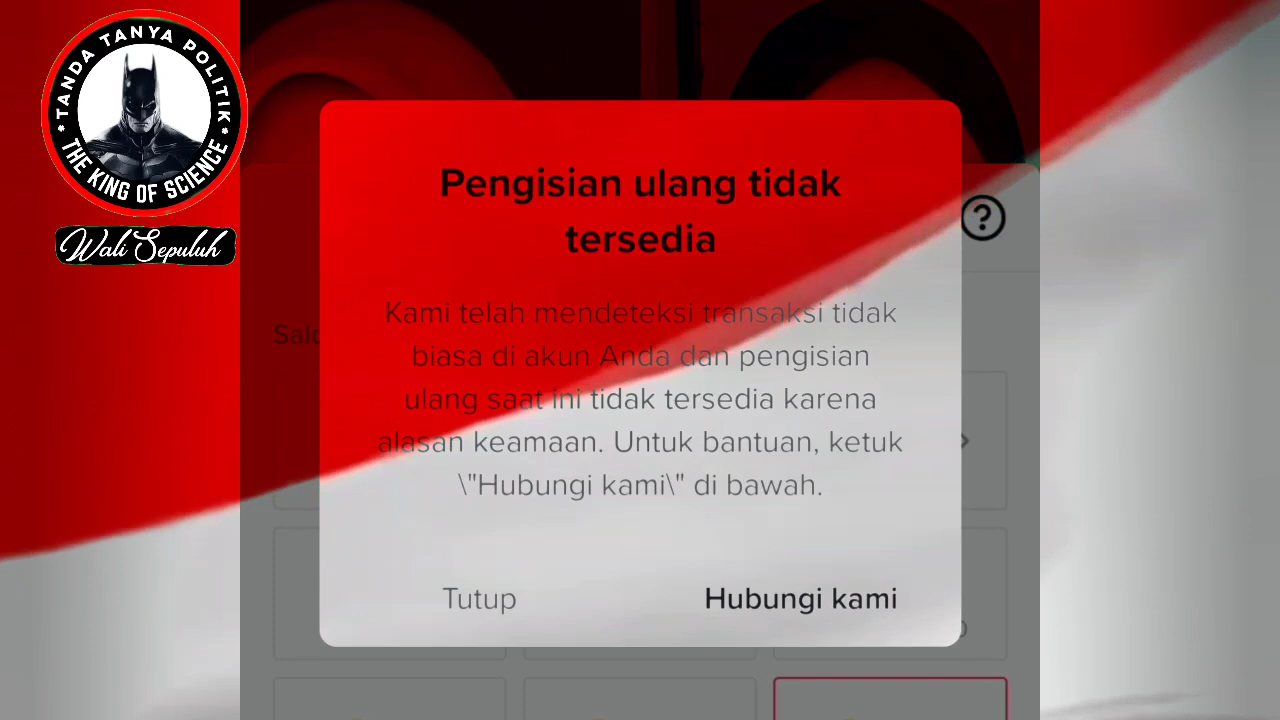 TANDA TANYA POLITIK
THE KING OF SCIENCE
Wali Sepuluh
Pengisian ulang tidak
tersedia
?
Kami telah mendeteksi transaksi tidak
biasa di akun Anda dan pengisian
ulang saat ini tidak tersedia karena
alasan keamaan. Untuk bantuan, ketuk
\"Hubungi kami\" di bawah.
Tutup
Hubungi kami